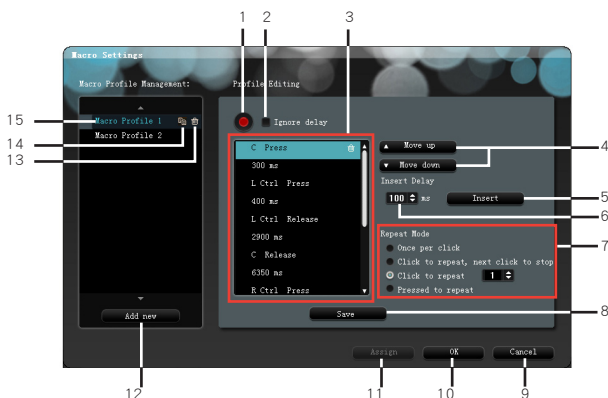 1 2 3
Macro Settings
Macro Profile Management:
Profile Editing
15 Macro Profile 1
14
13
Macro Profile 2
Ignore delay
C Press
300 ms
L Ctrl Press
400 ms
L Ctrl Release
2900 ms
C Release
6350 ms
R Ctrl Press
Move up
4
Move down
Insert Delay
100 ms Insert 5
6
7
Repeat Mode
Once per click
Click to repeat, next click to stop
Click to repeat 1
Pressed to repeat
Add new
Save 8
Assign OK Cancel
12 11 10 9